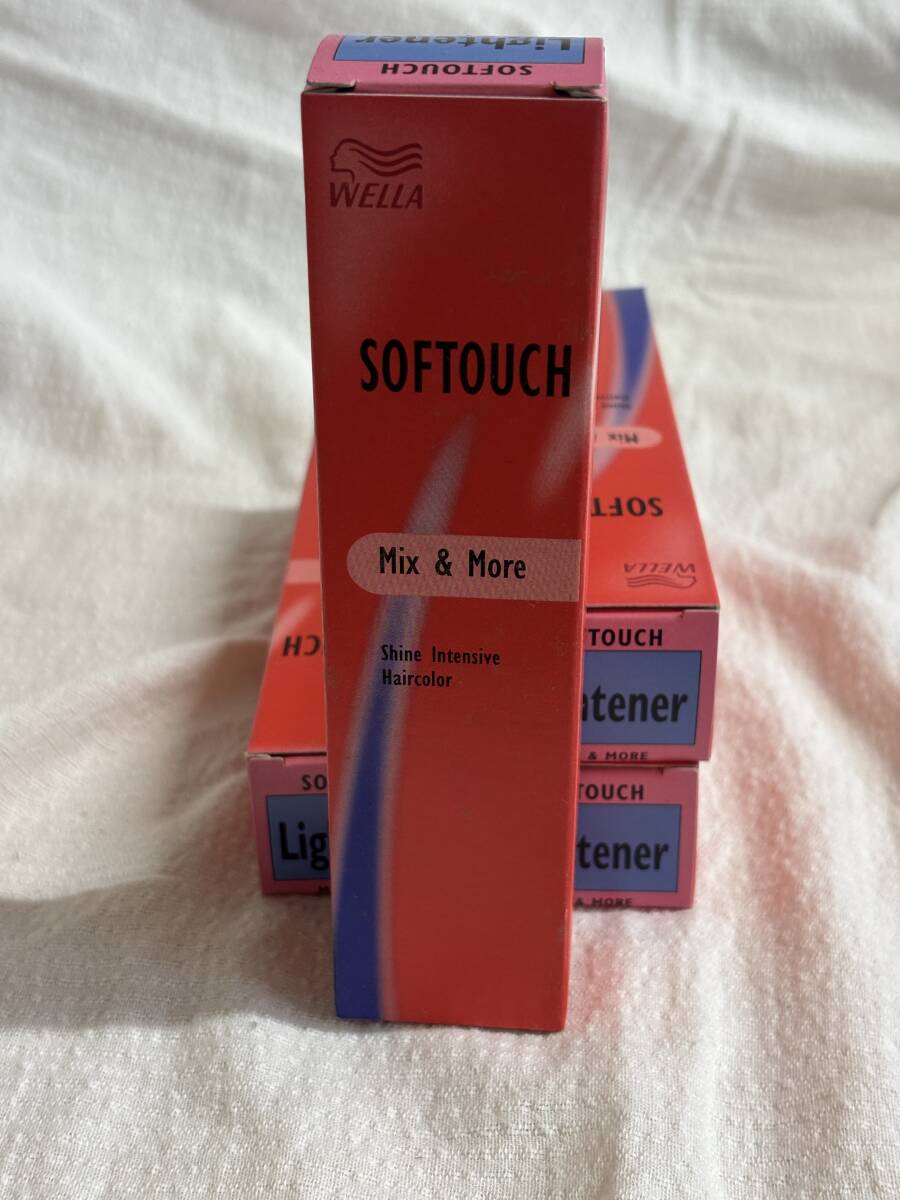 Lightener
SOFTOUCH
WELLA
SOFTOUCH
Mix & More
Shine Intensive
Haircolor
Mix
SOFT
WELLA
TOUCH
tener
& MORE
CH
SO
Lig
TOUCH
tener
& MORE